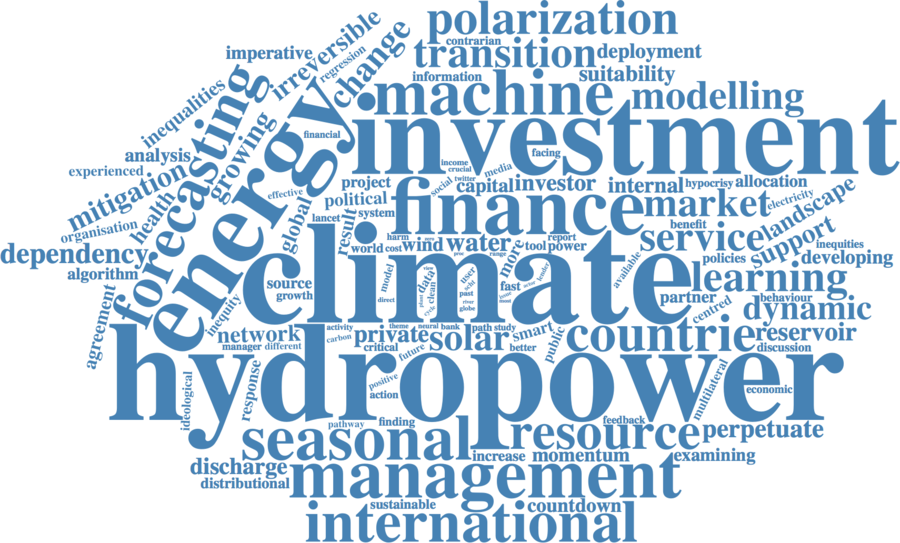 polarization
contrarian
transition
deployment
imperative
irreversible
regression
change
information
suitability
machine
modelling
inequalities
forecasting
growing
energy
investment
financial
analysis
experienced
mitigation
organisation
health
effective
global
facing
income
crucial
media
social
twitter
project
capital
investor
internal
hypocrisy
allocation
political
finance
market
electricity
landscape
lancet
system
result
benefit
service
support
inequities
dependency
algorithm
world
harm
cost
wind
water
more
tool
report
power
range
policies
developing
climate
available
learning
source
growth
model
direct
view
data
clean
plant
cycle
user
past
river
globe
fast
leader
partner
behaviour
centred
dynamic
agreement
inequity
network
manager
different
activity
carbon
theme
neural
bank
path
study
private
critical
solar
smart
better
public
countrie
reservoir
discussion
future
hydropower
ideological
response
positive
action
multilateral
economic
pathway
finding
feedback
seasonal
resource
perpetuate
discharge
distributional
increase
momentum
examining
management
sustainable
countdown
international